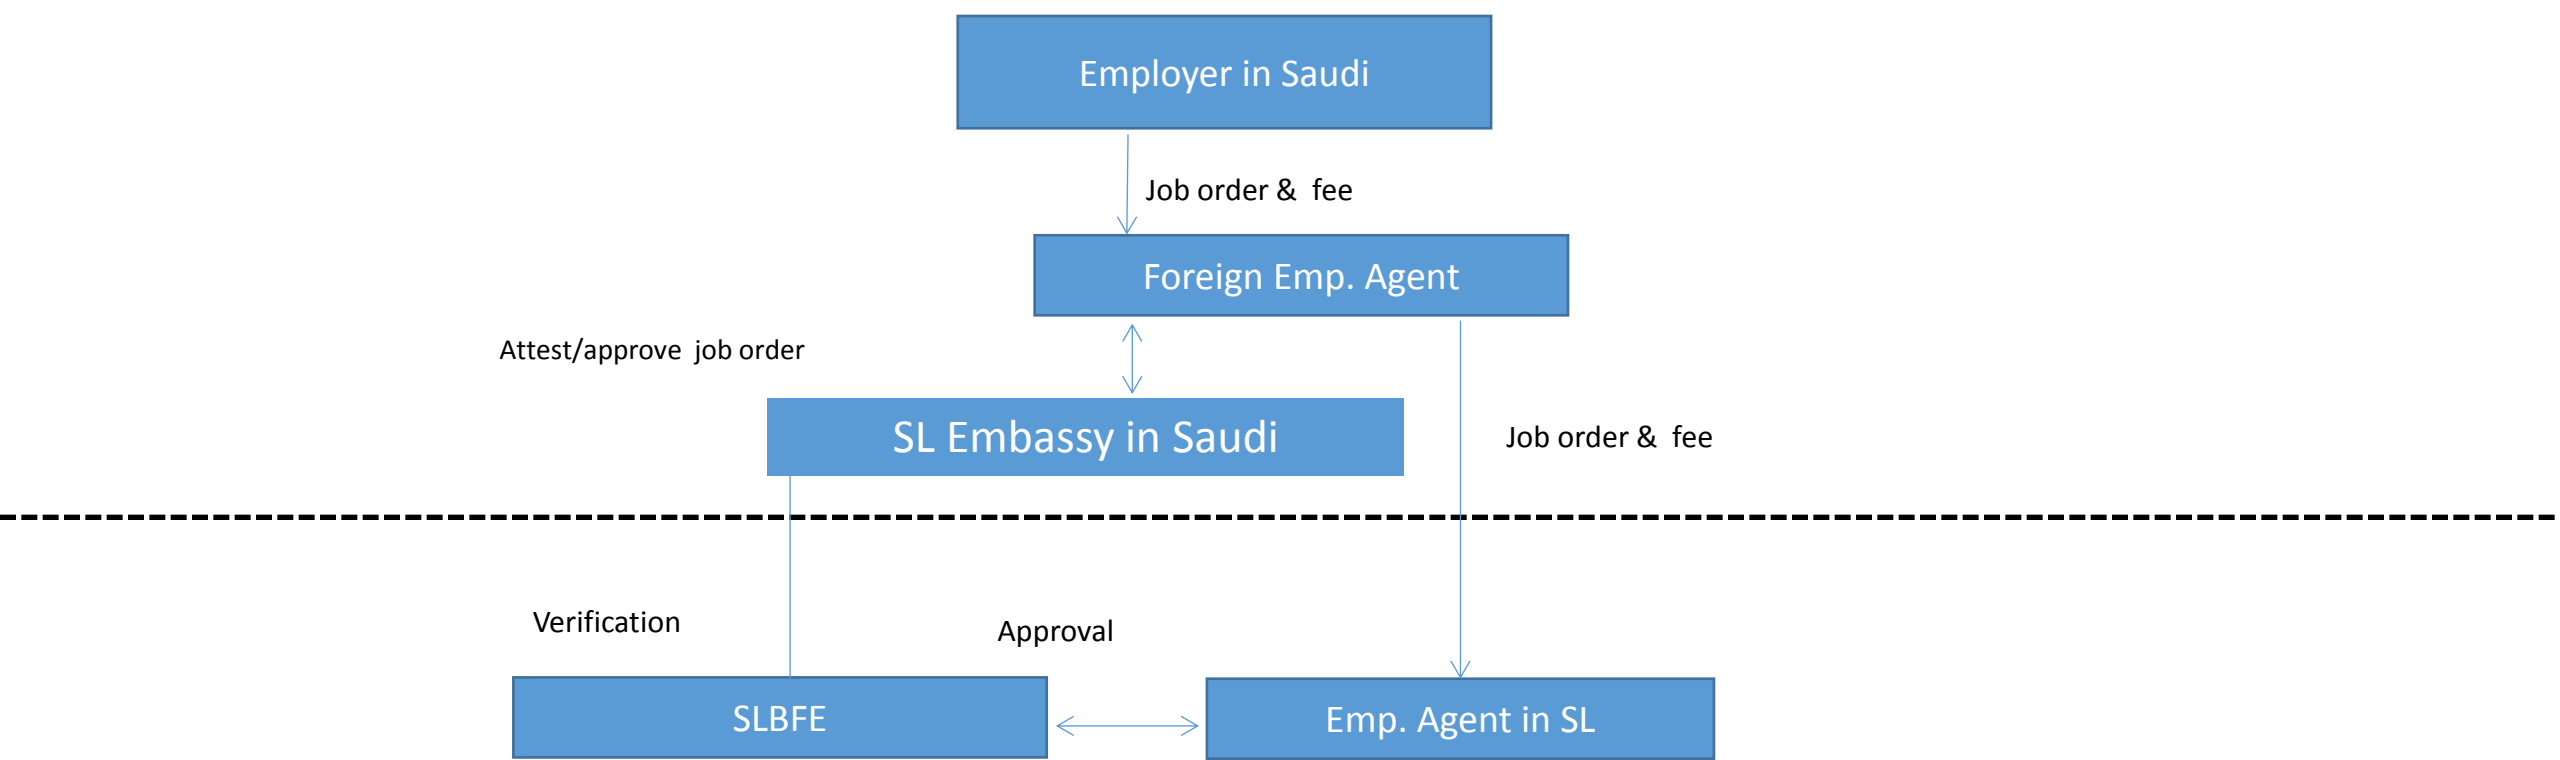 Employer in Saudi
Job order & fee
Foreign Emp. Agent
Attest/approve job order
SL Embassy in Saudi
Job order & fee
Verification
Approval
SLBFE
Emp. Agent in SL